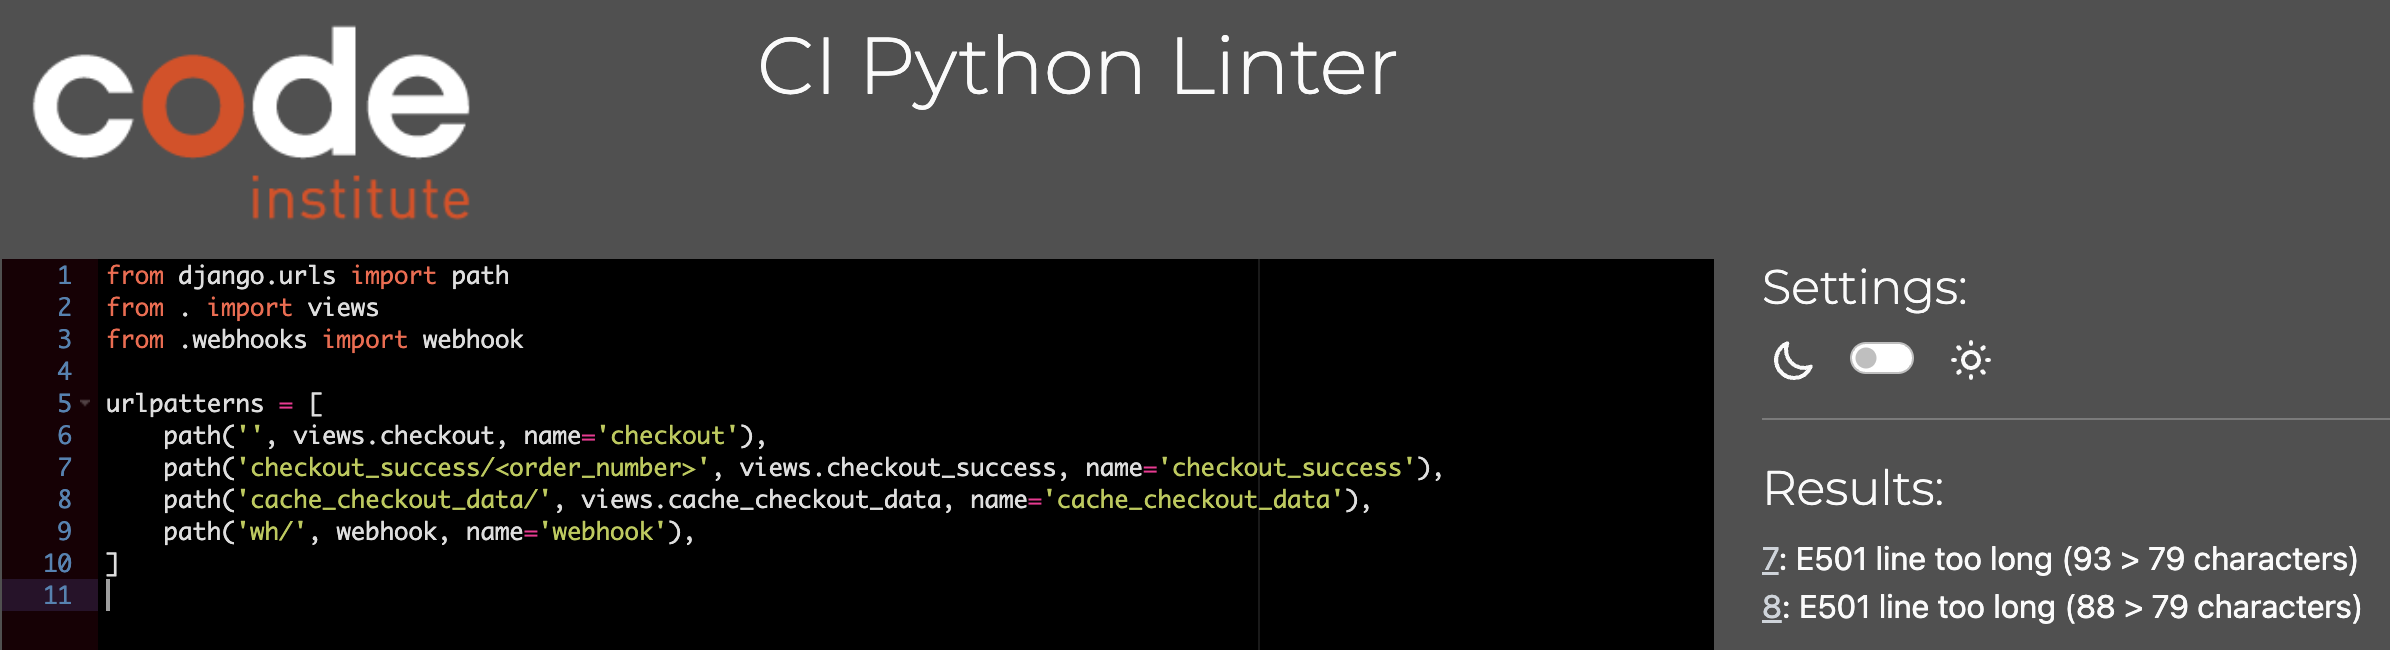 code
institute
CI Python Linter
1 from django.urls import path
2 from . import views
3 from .webhooks import webhook
4
5 urlpatterns = [
6     path('', views.checkout, name='checkout'),
7     path('checkout_success/<order_number>', views.checkout_success, name='checkout_success'),
8     path('cache_checkout_data/', views.cache_checkout_data, name='cache_checkout_data'),
9     path('wh/', webhook, name='webhook'),
10 ]
11
Settings:
Results:
7: E501 line too long (93 > 79 characters)
8: E501 line too long (88 > 79 characters)